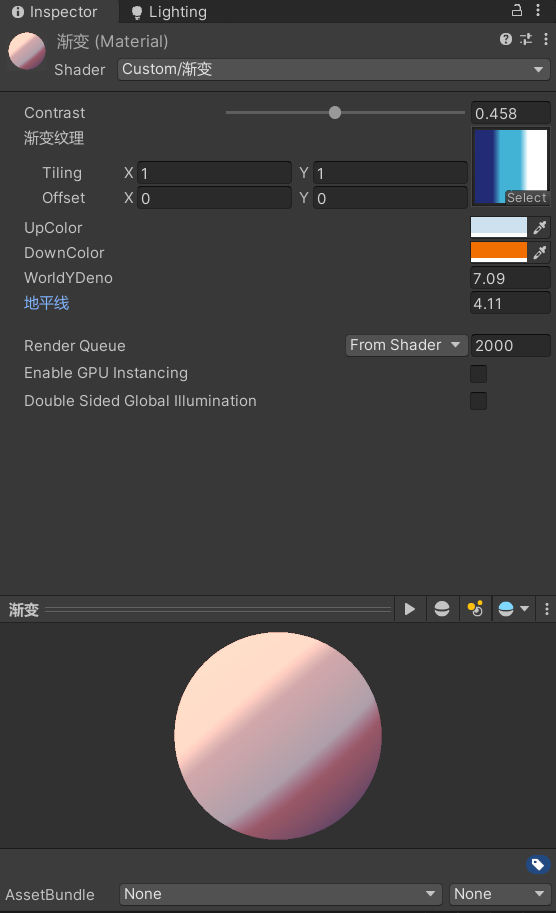 Inspector Lighting
渐变 (Material)
Shader Custom/渐变
Contrast 0.458
渐变纹理
Tiling X 1 Y 1
Offset X 0 Y 0
Select
UpColor
DownColor
WorldYDeno 7.09
地平线 4.11
Render Queue From Shader 2000
Enable GPU Instancing
Double Sided Global Illumination
渐变
AssetBundle None None